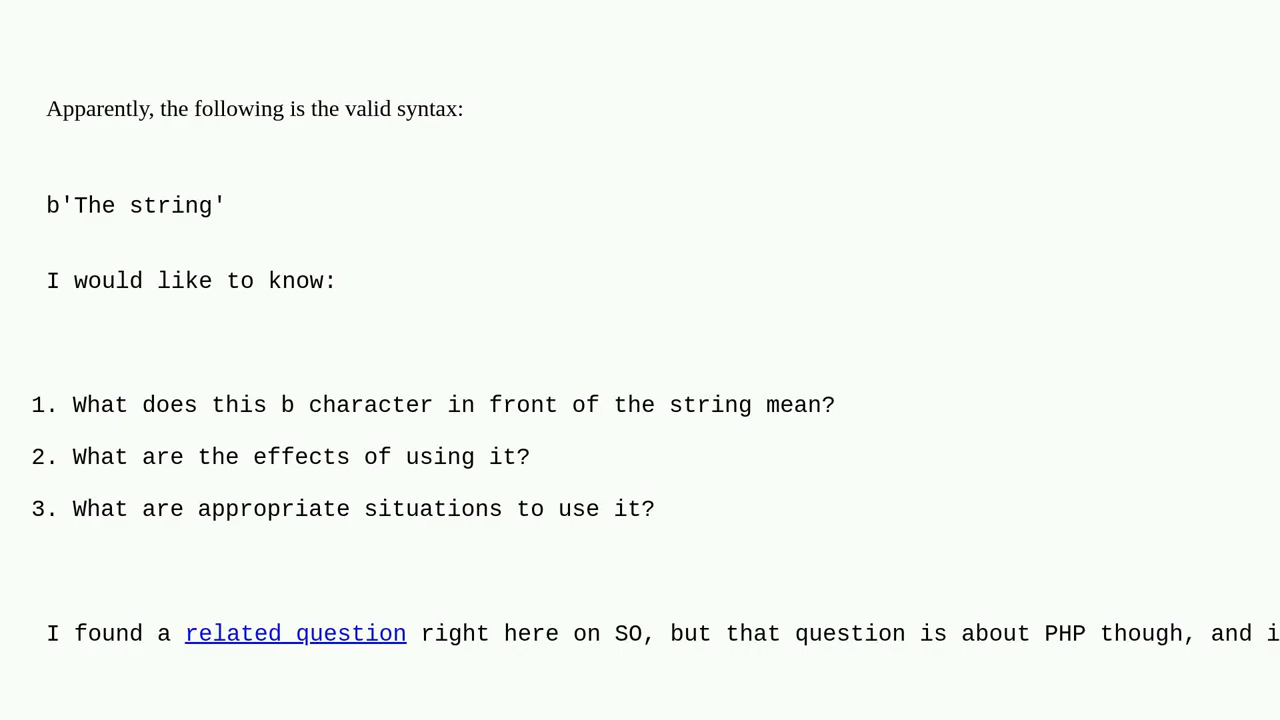 Apparently, the following is the valid syntax:
b'The string'
I would like to know:
1. What does this b character in front of the string mean?
2. What are the effects of using it?
3. What are appropriate situations to use it?
I found a related question right here on SO, but that question is about PHP though, and